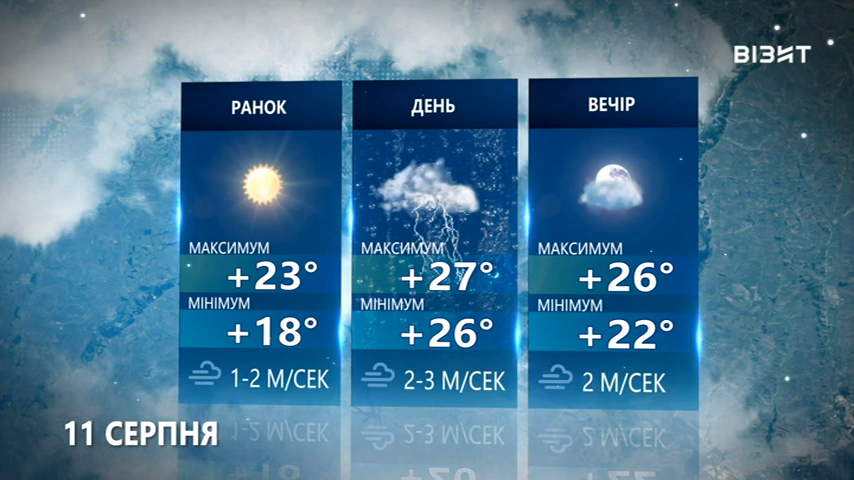 ВІЗИТ
РАНОК
МАКСИМУМ
+23°
МІНІМУМ
+18°
1-2 М/СЕК
ДЕНЬ
МАКСИМУМ
+27°
МІНІМУМ
+26°
2-3 М/СЕК
ВЕЧІР
МАКСИМУМ
+26°
МІНІМУМ
+22°
2 М/СЕК
11 СЕРПНЯ